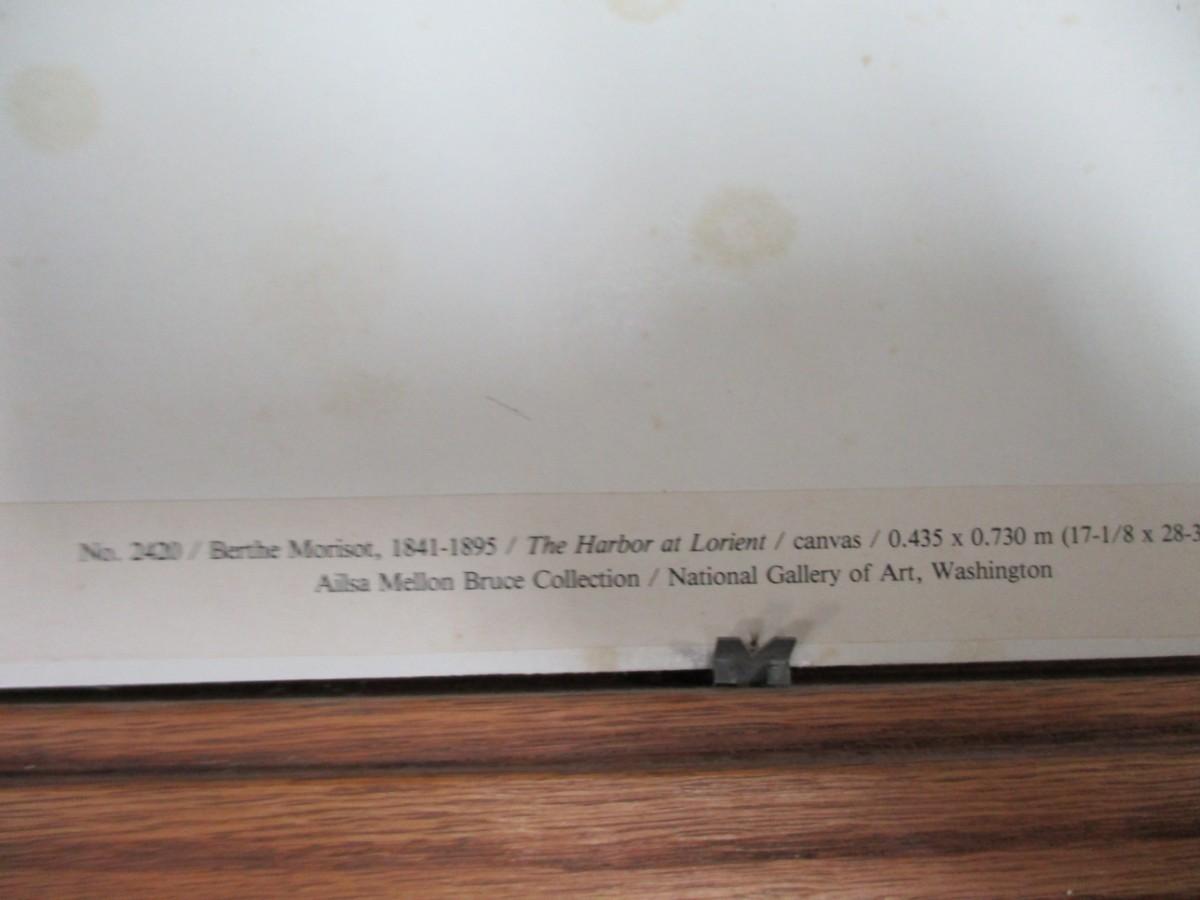 No. 2420 / Berthe Morisot, 1841-1895 / The Harbor at Lorient / canvas / 0.435 x 0.730 m (17-1/8 x 28-3
Ailsa Mellon Bruce Collection / National Gallery of Art, Washington